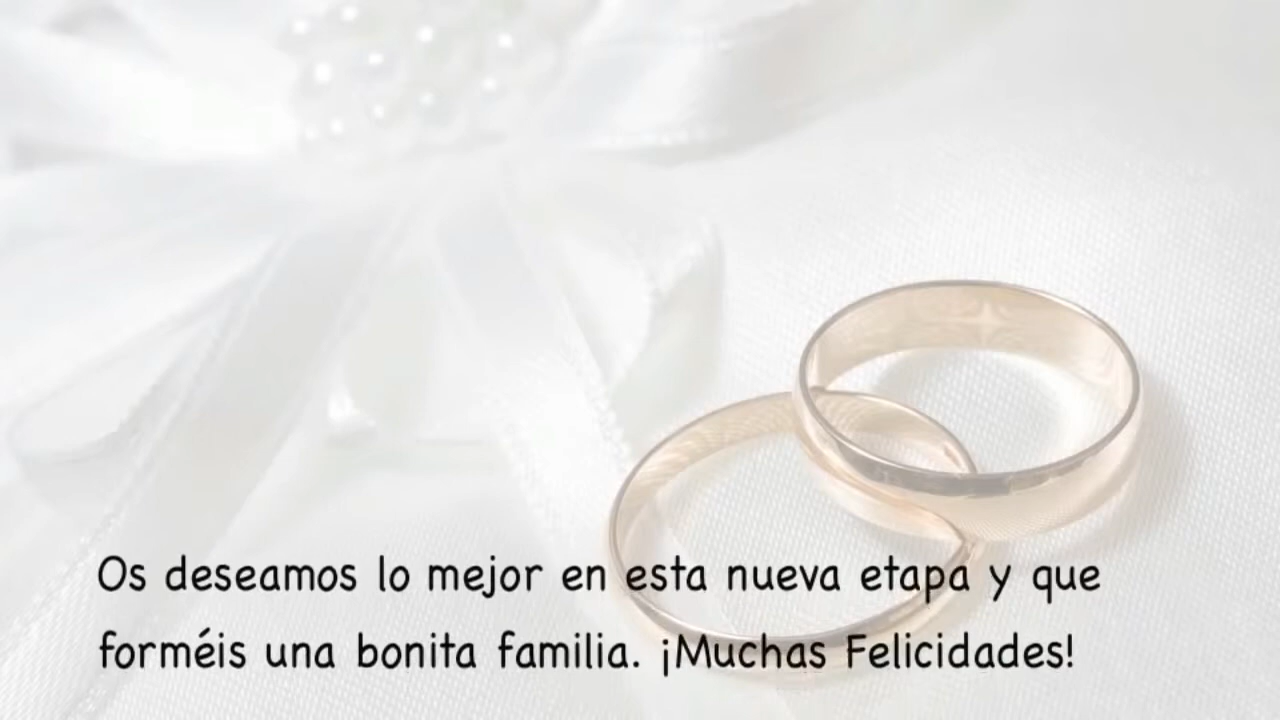 Os deseamos lo mejor en esta nueva etapa y que
forméis una bonita familia. ¡Muchas Felicidades!